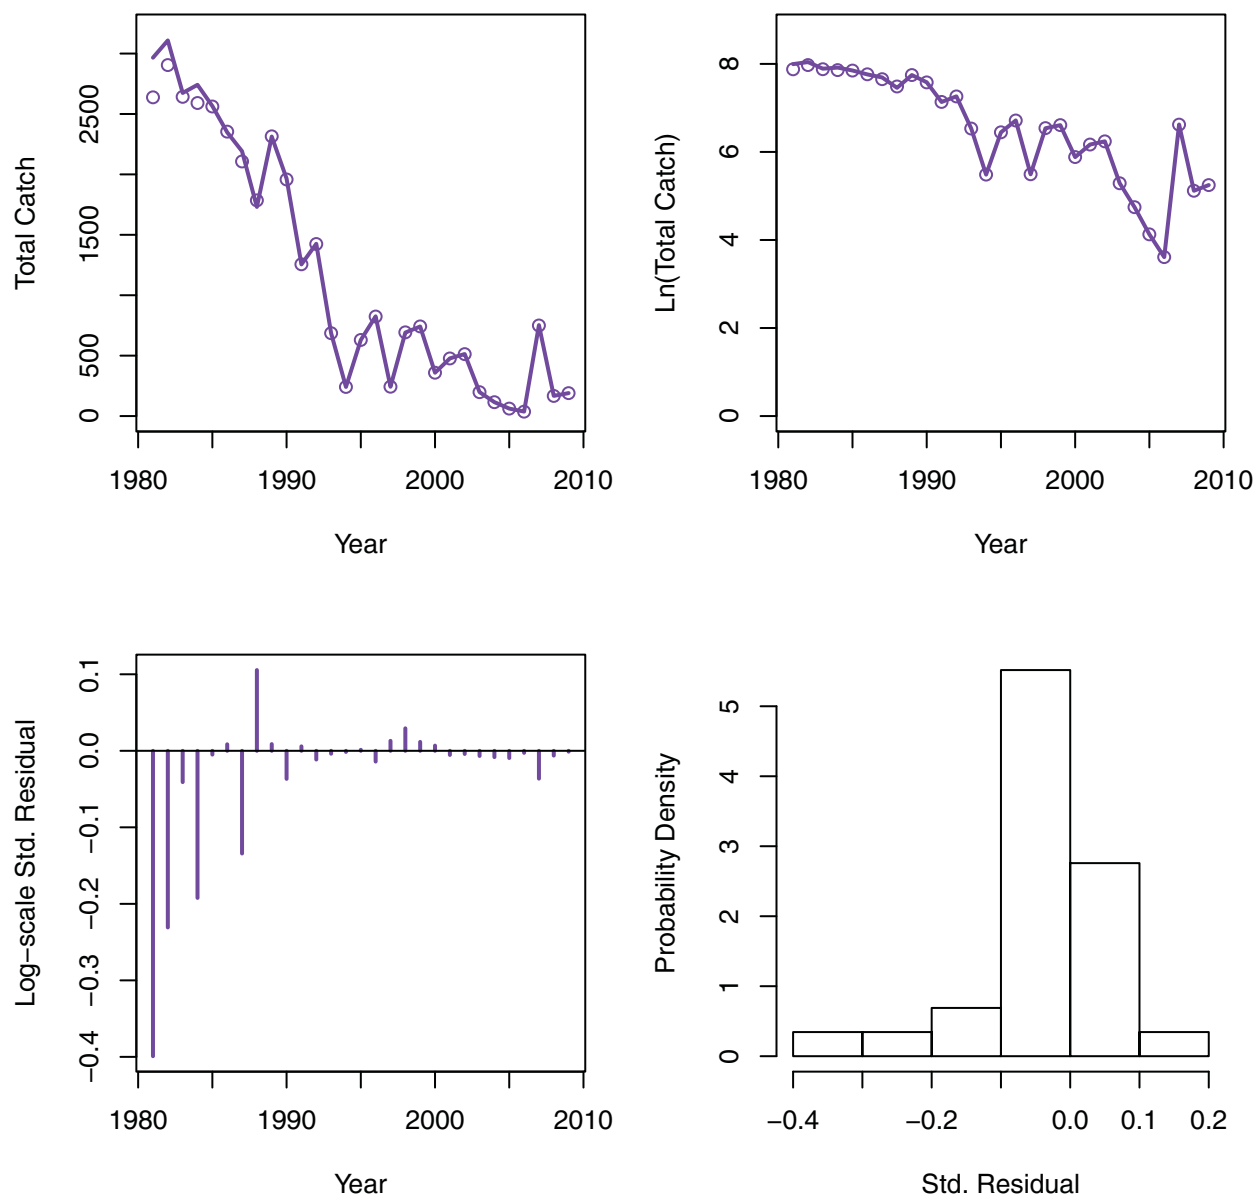 Total Catch
2500
1500
500
0
1980 1990 2000 2010
Year
Ln(Total Catch)
8
6
4
2
0
1980 1990 2000 2010
Year
Log−scale Std. Residual
0.1
0.0
−0.1
−0.2
−0.3
−0.4
1980 1990 2000 2010
Year
Probability Density
5
4
3
2
1
0
−0.4 −0.2 0.0 0.1 0.2
Std. Residual